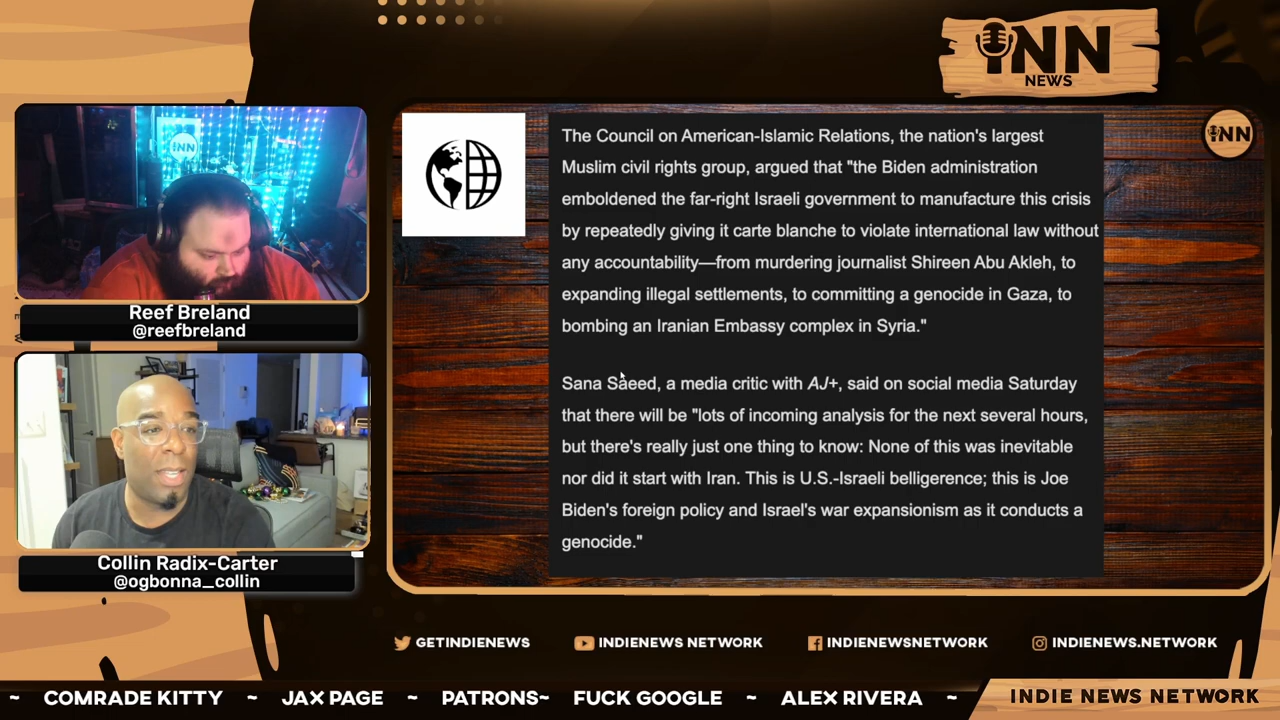 INN
NEWS
INN
The Council on American-Islamic Relations, the nation's largest
Muslim civil rights group, argued that "the Biden administration
emboldened the far-right Israeli government to manufacture this crisis
by repeatedly giving it carte blanche to violate international law without
any accountability—from murdering journalist Shireen Abu Akleh, to
expanding illegal settlements, to committing a genocide in Gaza, to
bombing an Iranian Embassy complex in Syria."
Sana Saeed, a media critic with AJ+, said on social media Saturday
that there will be "lots of incoming analysis for the next several hours,
but there's really just one thing to know: None of this was inevitable
nor did it start with Iran. This is U.S.-Israeli belligerence; this is Joe
Biden's foreign policy and Israel's war expansionism as it conducts a
genocide."
INN
Reef Breland
@reefbreland
Collin Radix-Carter
@ogbonna_collin
GETINDIENEWS
INDIENEWS NETWORK
INDIENEWSNETWORK
INDIENEWS.NETWORK
~ COMRADE KITTY ~ JAX PAGE ~ PATRONS~ FUCK GOOGLE ~ ALEX RIVERA ~
INDIE NEWS NETWORK